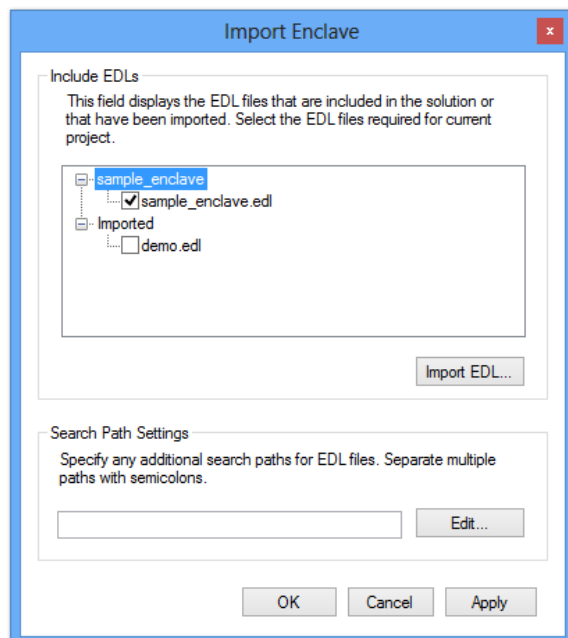 Import Enclave
x
Include EDLs
This field displays the EDL files that are included in the solution or
that have been imported. Select the EDL files required for current
project.
sample_enclave
sample_enclave.edl
Imported
demo.edl
Import EDL...
Search Path Settings
Specify any additional search paths for EDL files. Separate multiple
paths with semicolons.
Edit...
OK Cancel Apply